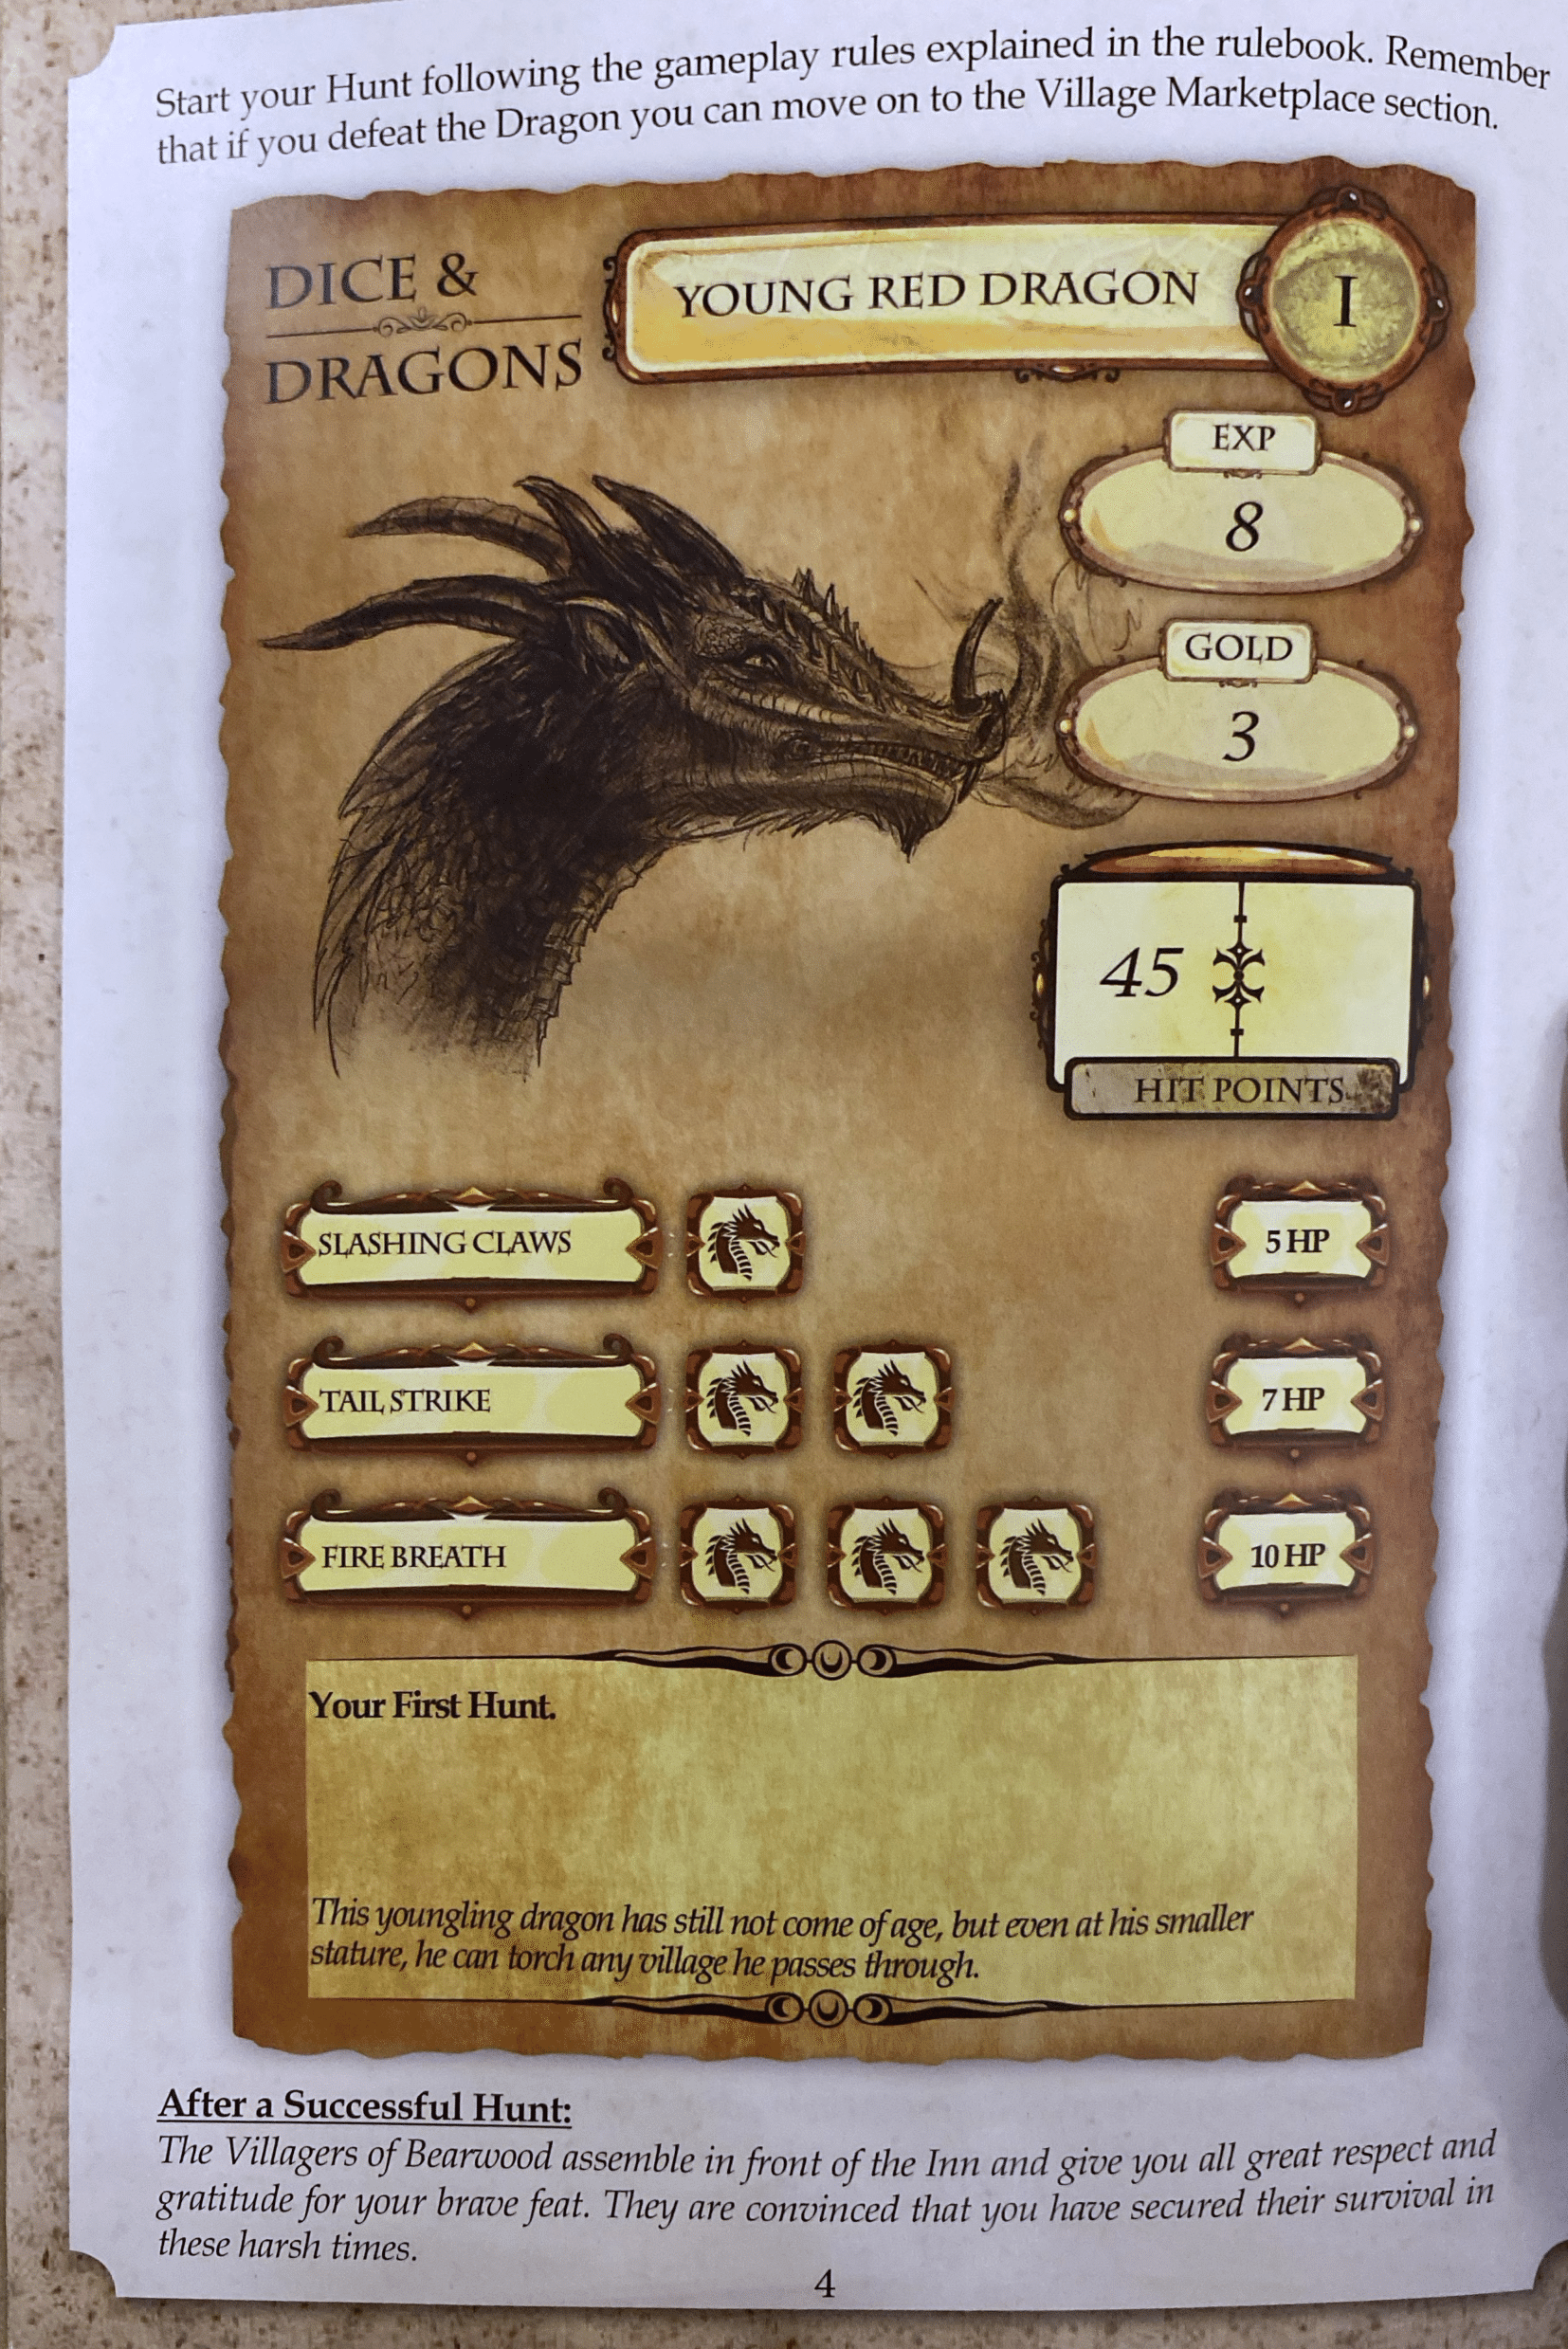 Start your Hunt following the gameplay rules explained in the rulebook. Remember
that if you defeat the Dragon you can move on to the Village Marketplace section.
DICE &
DRAGONS
YOUNG RED DRAGON
I
EXP
8
GOLD
3
45
HIT POINTS
SLASHING CLAWS
5 HP
TAIL STRIKE
7 HP
FIRE BREATH
10 HP
Your First Hunt.
This youngling dragon has still not come of age, but even at his smaller
stature, he can torch any village he passes through.
After a Successful Hunt:
The Villagers of Bearwood assemble in front of the Inn and give you all great respect and
gratitude for your brave feat. They are convinced that you have secured their survival in
these harsh times.
4